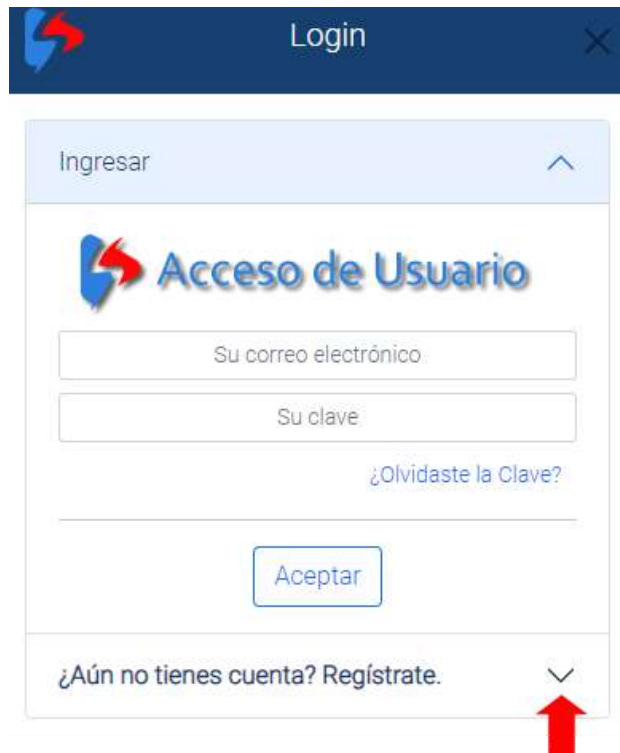 Login
Ingresar
Acceso de Usuario
Su correo electrónico
Su clave
¿Olvidaste la Clave?
Aceptar
¿Aún no tienes cuenta? Regístrate.